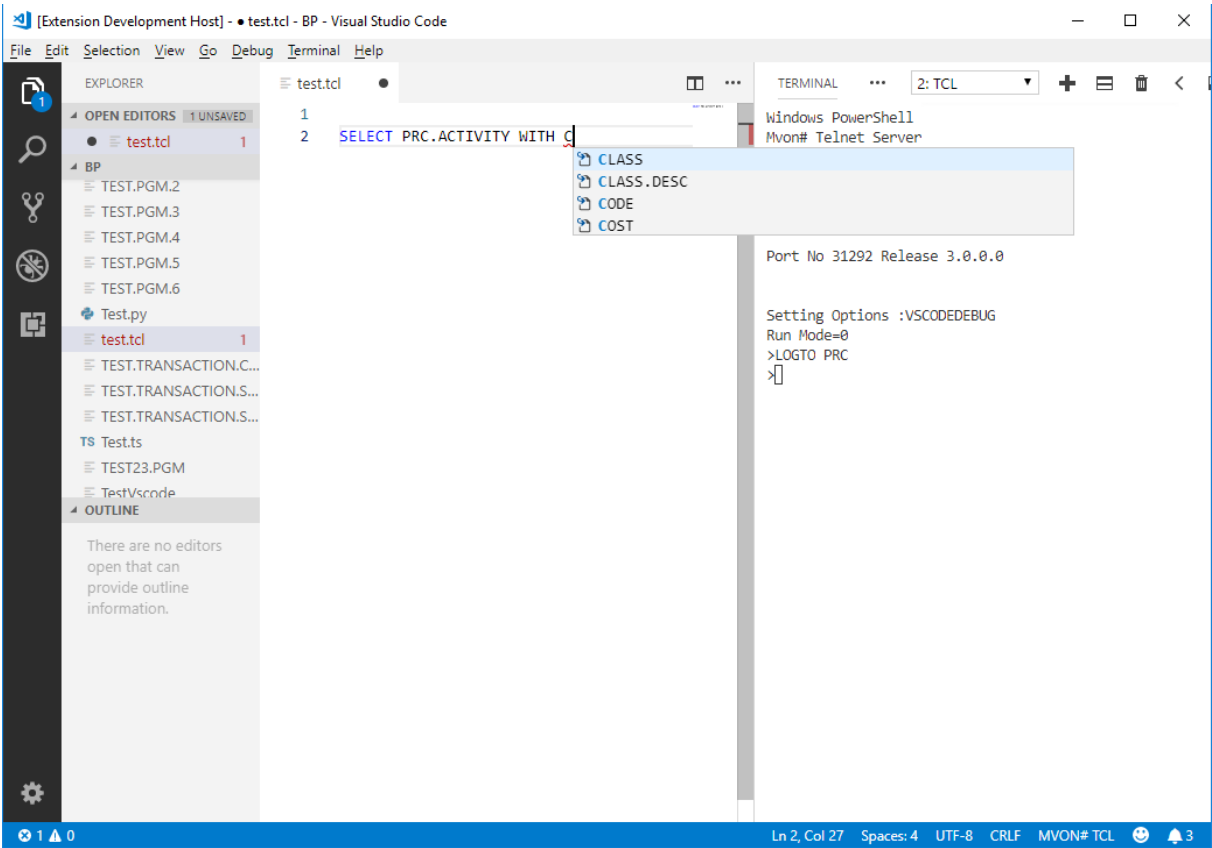 [Extension Development Host] - ● test.tcl - BP - Visual Studio Code
File Edit Selection View Go Debug Terminal Help
1
EXPLORER
OPEN EDITORS 1 UNSAVED
● test.tcl 1
BP
TEST.PGM.2
TEST.PGM.3
TEST.PGM.4
TEST.PGM.5
TEST.PGM.6
Test.py
test.tcl 1
TEST.TRANSACTION.C...
TEST.TRANSACTION.S...
TEST.TRANSACTION.S...
TS Test.ts
TEST23.PGM
TestVscode
OUTLINE
There are no editors
open that can
provide outline
information.
test.tcl ●
1
2 SELECT PRC.ACTIVITY WITH C
CLASS
CLASS.DESC
CODE
COST
TERMINAL ... 2: TCL
Windows PowerShell
Mvon# Telnet Server
Port No 31292 Release 3.0.0.0
Setting Options :VSCODEDEBUG
Run Mode=0
>LOGTO PRC
>
1 0
Ln 2, Col 27 Spaces: 4 UTF-8 CRLF MVON# TCL 3